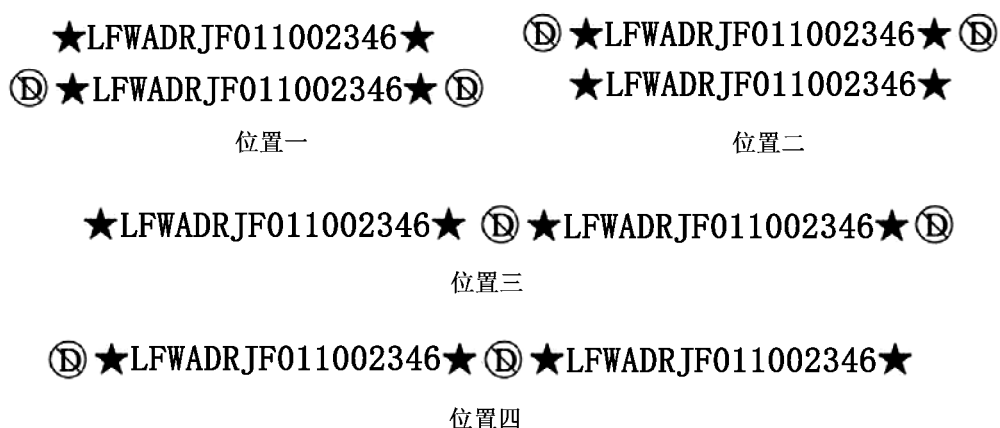 ★LFWADRJF011002346★
Ⓓ ★LFWADRJF011002346★ Ⓓ
位置一
Ⓓ ★LFWADRJF011002346★ Ⓓ
★LFWADRJF011002346★
位置二
★LFWADRJF011002346★ Ⓓ ★LFWADRJF011002346★ Ⓓ
位置三
Ⓓ ★LFWADRJF011002346★ Ⓓ ★LFWADRJF011002346★
位置四